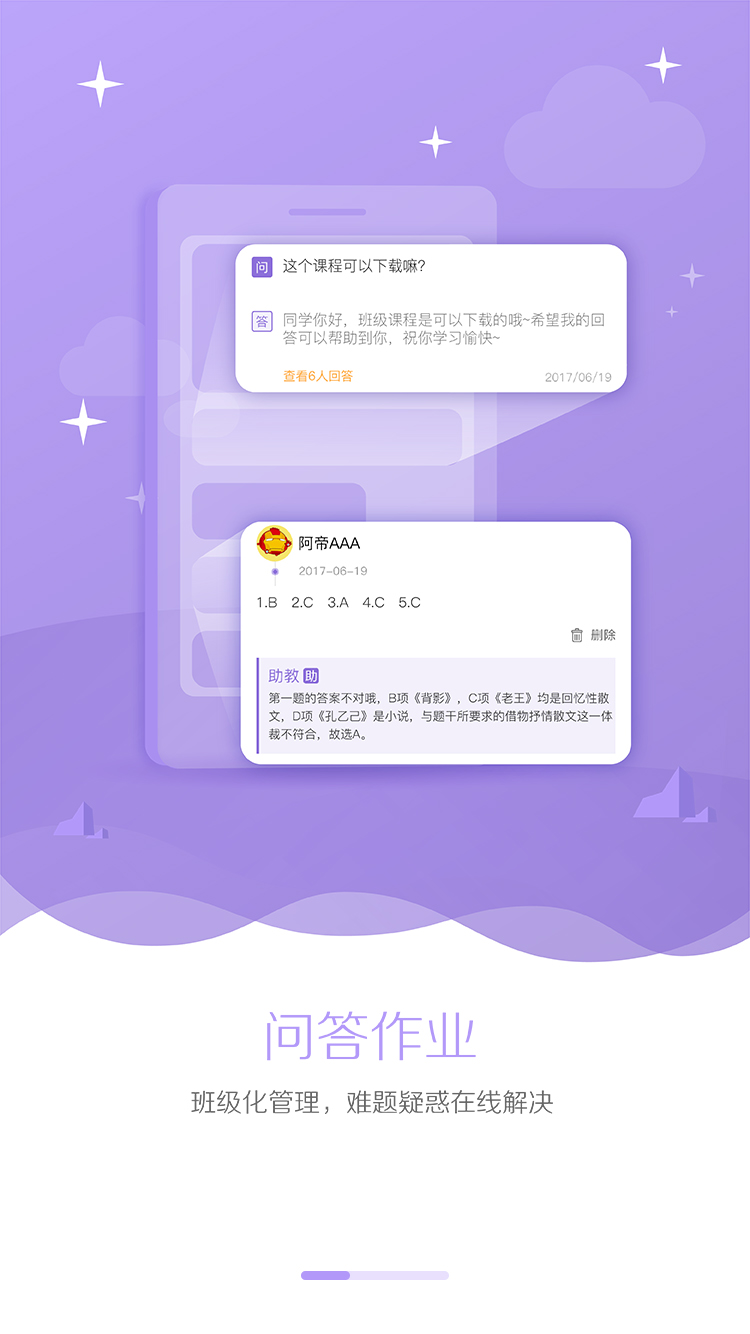 问 这个课程可以下载嘛?
答 同学你好，班级课程是可以下载的哦~希望我的回
答可以帮助到你，祝你学习愉快~
查看6人回答 2017/06/19
阿帝AAA
2017-06-19
1.B 2.C 3.A 4.C 5.C
删除
助教 助
第一题的答案不对哦，B项《背影》，C项《老王》均是回忆性散
文，D项《孔乙己》是小说，与题干所要求的借物抒情散文这一体
裁不符合，故选A。
问答作业
班级化管理，难题疑惑在线解决